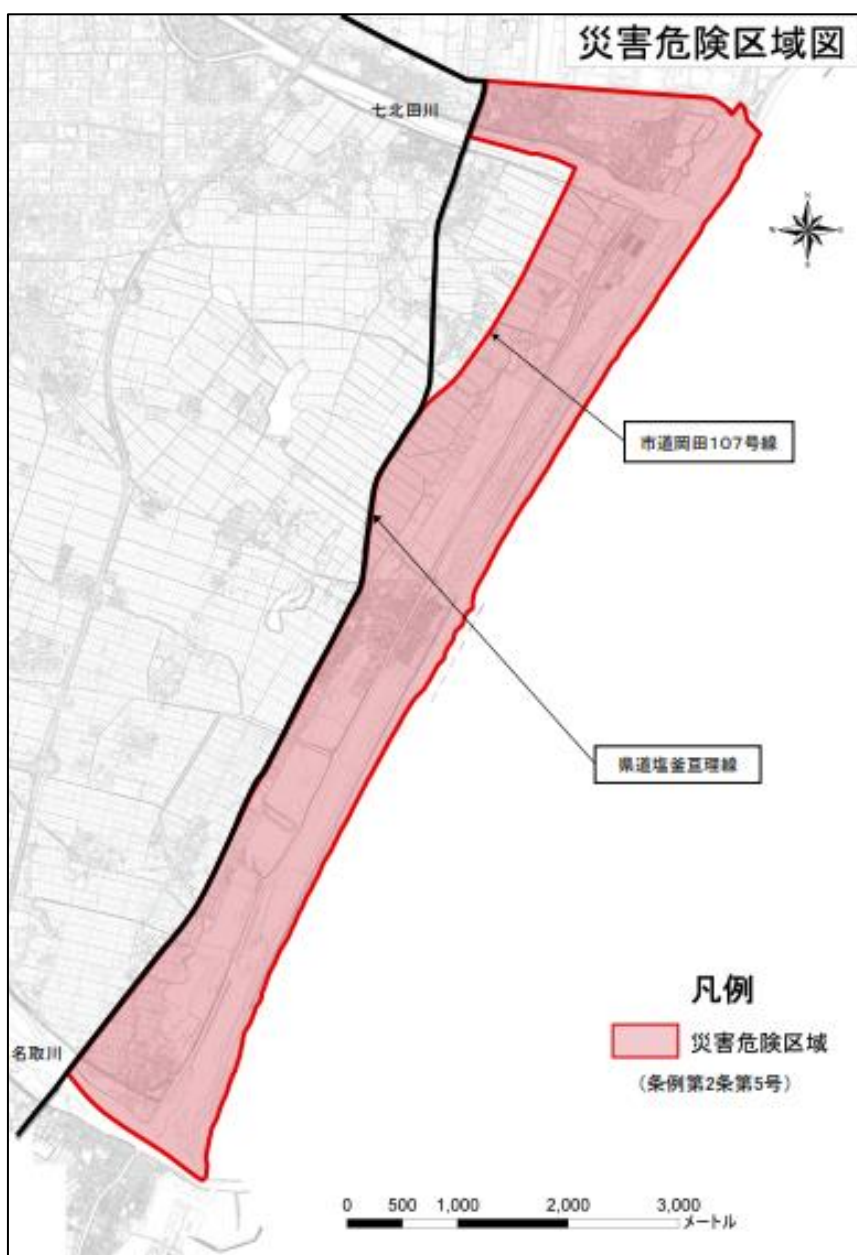 災害危険区域図
七北田川
N
W
E
S
市道岡田107号線
県道塩釜亘理線
凡例
災害危険区域
(条例第2条第5号)
名取川
0 500 1,000 2,000 3,000
メートル